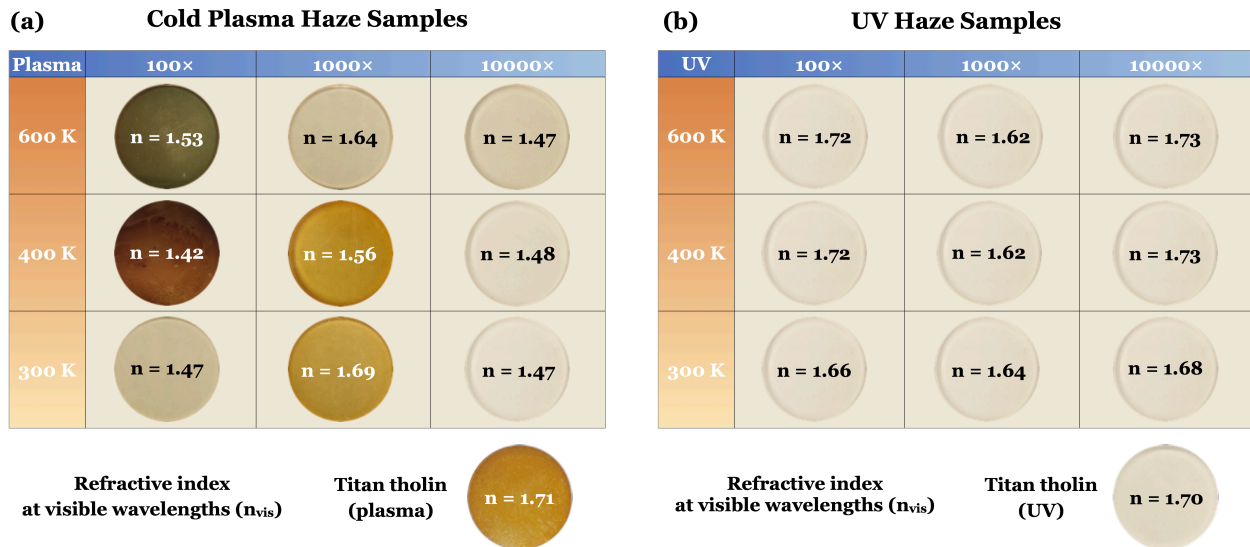 (a) Cold Plasma Haze Samples
Plasma 100× 1000× 10000×
600 K n = 1.53 n = 1.64 n = 1.47
400 K n = 1.42 n = 1.56 n = 1.48
300 K n = 1.47 n = 1.69 n = 1.47
Refractive index
at visible wavelengths (nvis)
Titan tholin
(plasma)
n = 1.71
(b) UV Haze Samples
UV 100× 1000× 10000×
600 K n = 1.72 n = 1.62 n = 1.73
400 K n = 1.72 n = 1.62 n = 1.73
300 K n = 1.66 n = 1.64 n = 1.68
Refractive index
at visible wavelengths (nvis)
Titan tholin
(UV)
n = 1.70